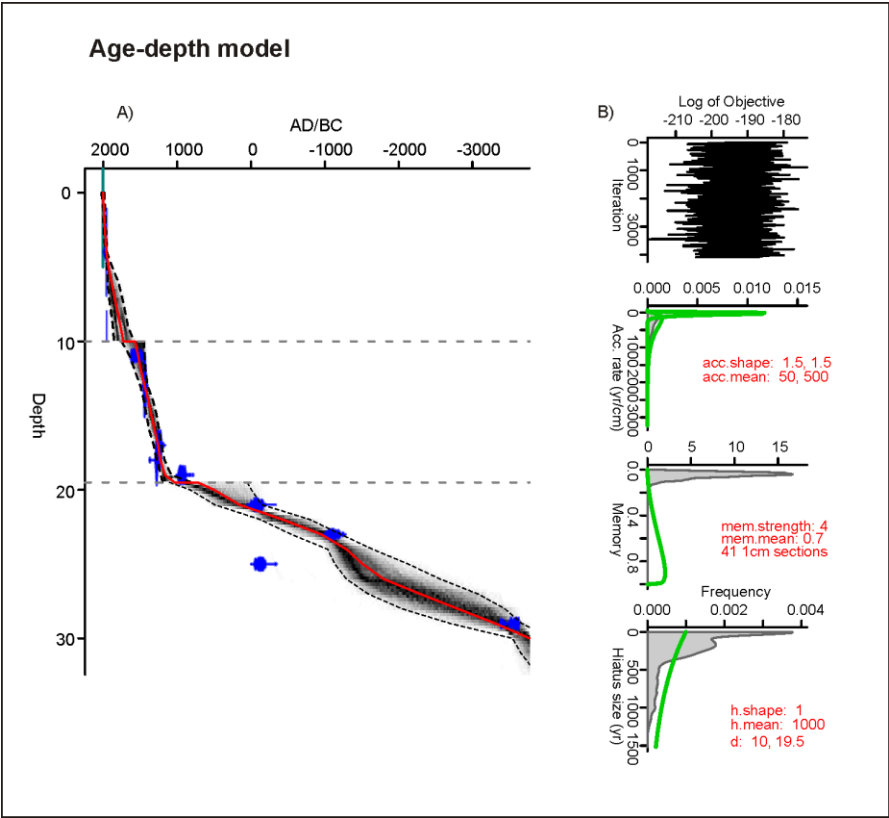 Age-depth model
A)
AD/BC
2000 1000 0 -1000 -2000 -3000
Depth
0
10
20
30
B)
Log of Objective
-210 -200 -190 -180
Iteration
0 1000 3000
0.000 0.005 0.010 0.015
Acc. rate (yr/cm)
0 1000 2000 3000
acc.shape: 1.5, 1.5
acc.mean: 50, 500
0 5 10 15
Memory
0.0 0.4 0.8
mem.strength: 4
mem.mean: 0.7
41 1cm sections
Frequency
0.000 0.002 0.004
Hiatus size (yr)
0 500 1000 1500
h.shape: 1
h.mean: 1000
d: 10, 19.5